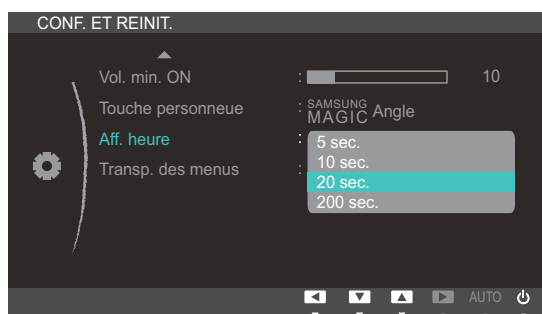 CONF. ET REINIT.
Vol. min. ON : 10
Touche personneue : SAMSUNG MAGIC Angle
Aff. heure :
5 sec.
10 sec.
Transp. des menus :
20 sec.
200 sec.
AUTO